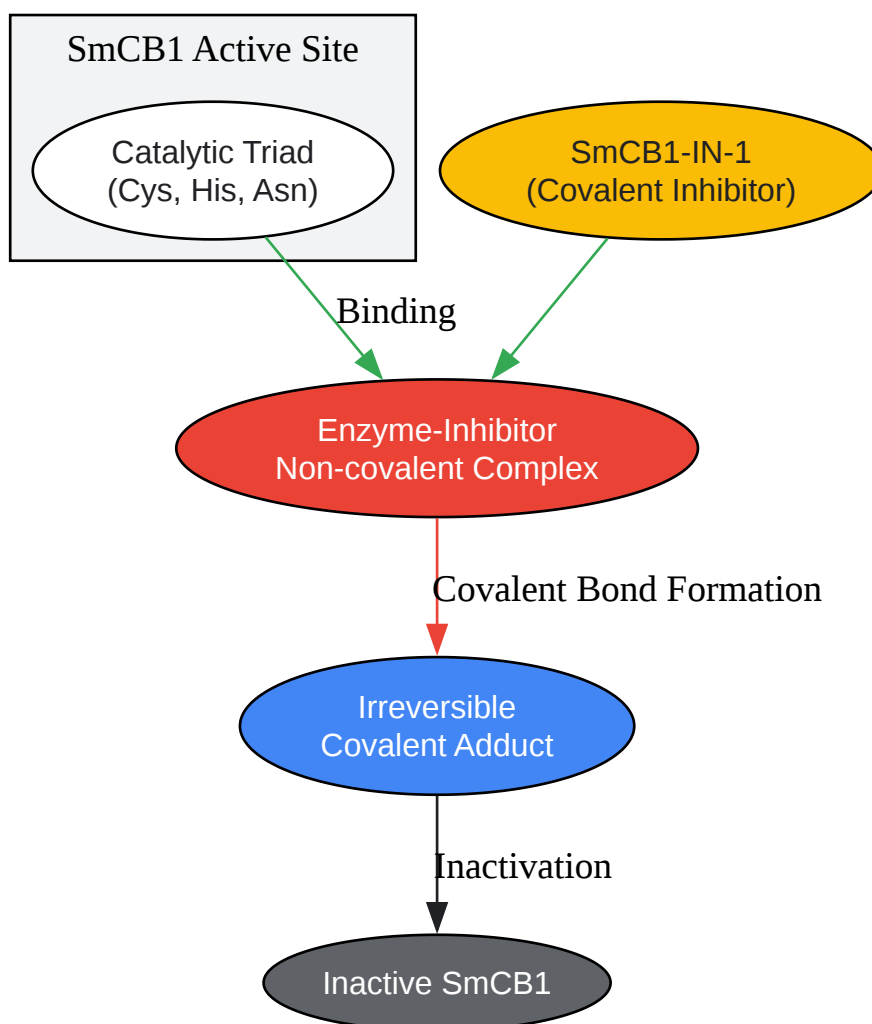 SmCB1 Active Site
Catalytic Triad
(Cys, His, Asn)
SmCB1-IN-1
(Covalent Inhibitor)
Binding
Enzyme-Inhibitor
Non-covalent Complex
Covalent Bond Formation
Irreversible
Covalent Adduct
Inactivation
Inactive SmCB1